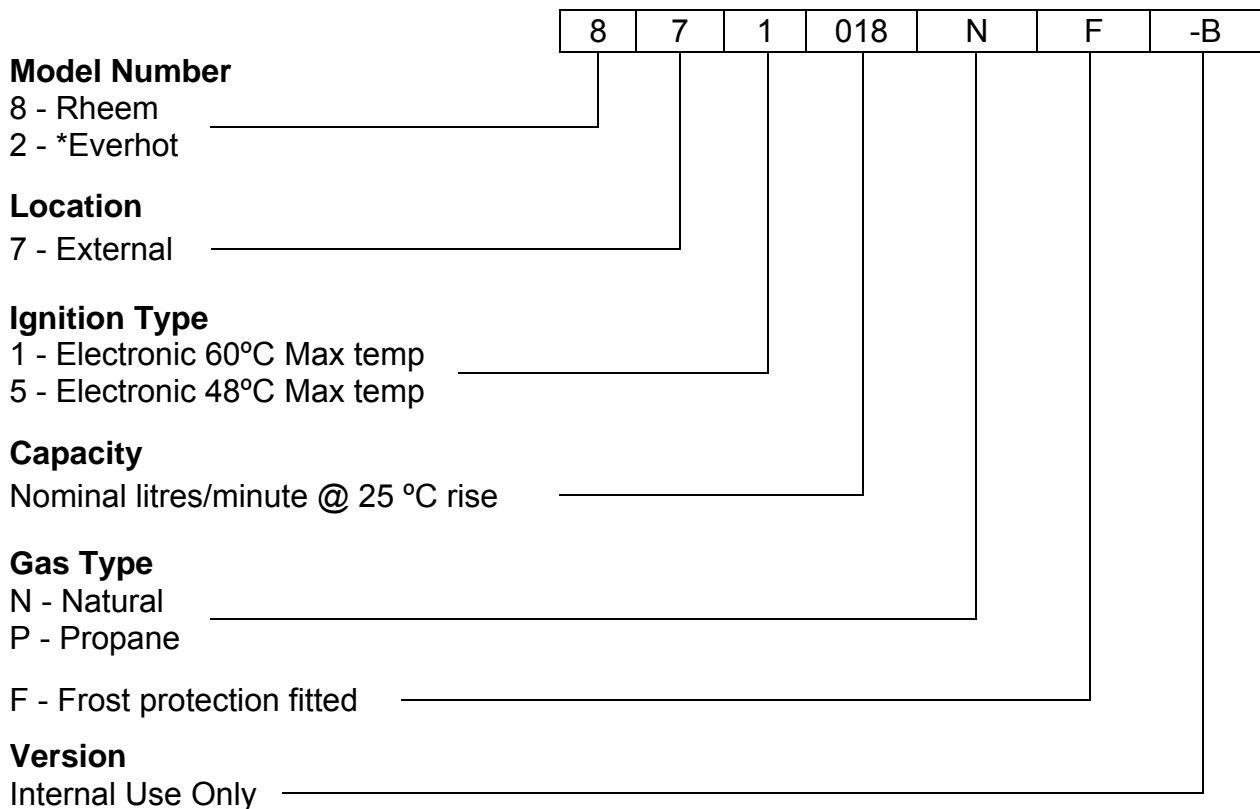 8 7 1 018 N F -B
Model Number
8 - Rheem
2 - *Everhot
Location
7 - External
Ignition Type
1 - Electronic 60ºC Max temp
5 - Electronic 48ºC Max temp
Capacity
Nominal litres/minute @ 25 ºC rise
Gas Type
N - Natural
P - Propane
F - Frost protection fitted
Version
Internal Use Only